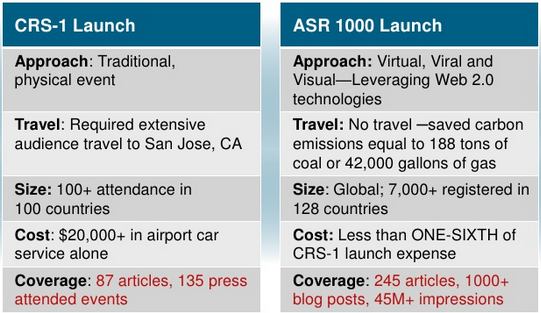 CRS-1 Launch
Approach: Traditional,
physical event
Travel: Required extensive
audience travel to San Jose, CA
Size: 100+ attendance in
100 countries
Cost: $20,000+ in airport car
service alone
Coverage: 87 articles, 135 press
attended events
ASR 1000 Launch
Approach: Virtual, Viral and
Visual—Leveraging Web 2.0
technologies
Travel: No travel —saved carbon
emissions equal to 188 tons of
coal or 42,000 gallons of gas
Size: Global; 7,000+ registered in
128 countries
Cost: Less than ONE-SIXTH of
CRS-1 launch expense
Coverage: 245 articles, 1000+
blog posts, 45M+ impressions